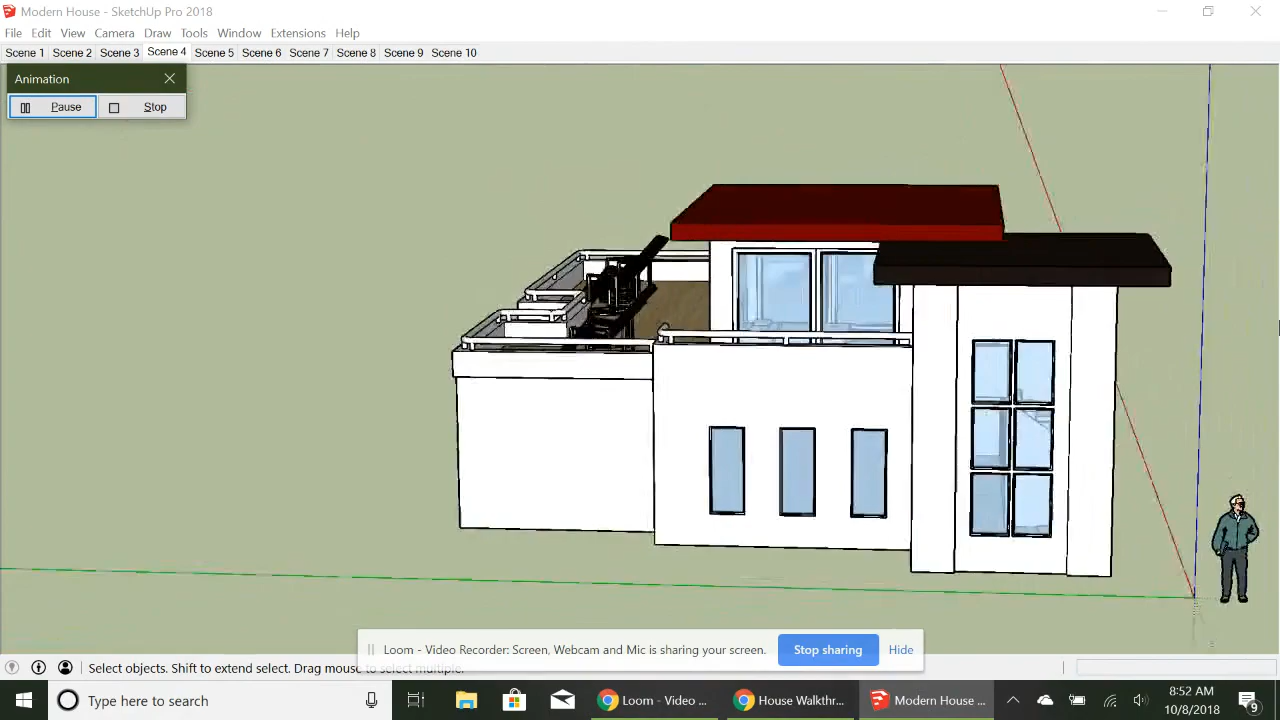 Modern House - SketchUp Pro 2018
File Edit View Camera Draw Tools Window Extensions Help
Scene 1 Scene 2 Scene 3 Scene 4 Scene 5 Scene 6 Scene 7 Scene 8 Scene 9 Scene 10
Animation
Pause Stop
Loom - Video Recorder: Screen, Webcam and Mic is sharing your screen. Stop sharing Hide
Select objects. Shift to extend select. Drag mouse to select multiple.
Type here to search
Loom - Video ...
House Walkthr...
Modern House ...
8:52 AM
10/8/2018
9